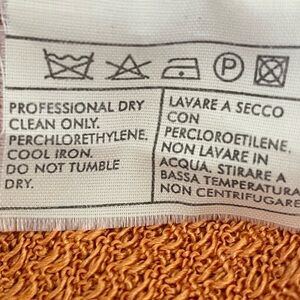 P
PROFESSIONAL DRY
CLEAN ONLY.
PERCHLORETHYLENE.
COOL IRON.
DO NOT TUMBLE
DRY.
LAVARE A SECCO
CON
PERCLOROETILENE,
NON LAVARE IN
ACQUA. STIRARE A
BASSA TEMPERATURA
NON CENTRIFUGARE